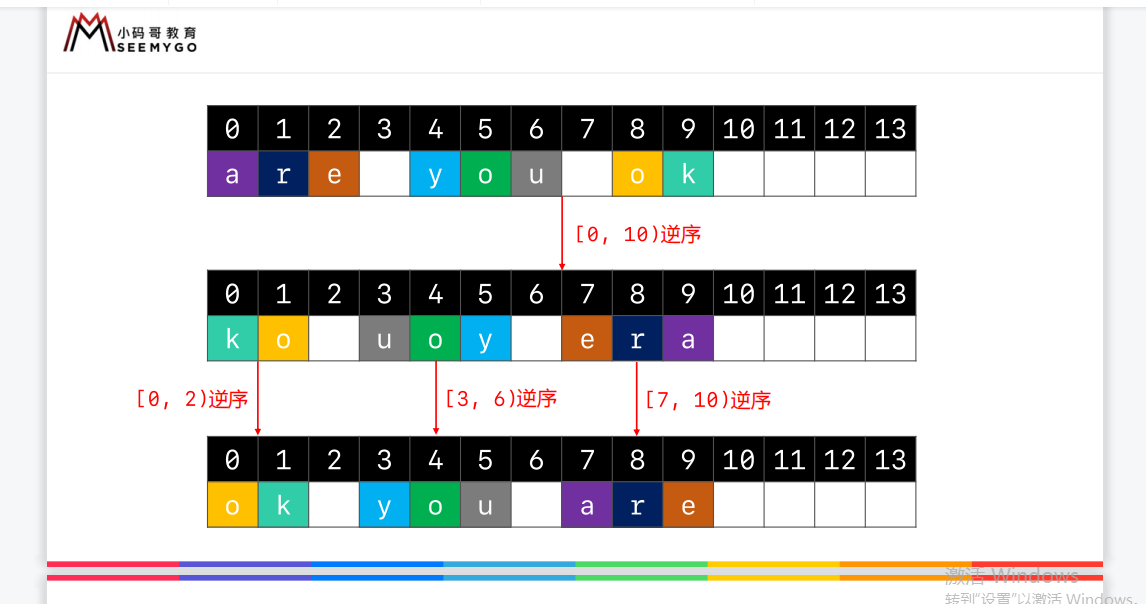 小码哥教育
SEEMYGO
0 1 2 3 4 5 6 7 8 9 10 11 12 13
a r e y o u o k
[0, 10)逆序
0 1 2 3 4 5 6 7 8 9 10 11 12 13
k o u o y e r a
[0, 2)逆序 [3, 6)逆序 [7, 10)逆序
0 1 2 3 4 5 6 7 8 9 10 11 12 13
o k y o u a r e
激活 Windows
转到"设置"以激活 Windows。